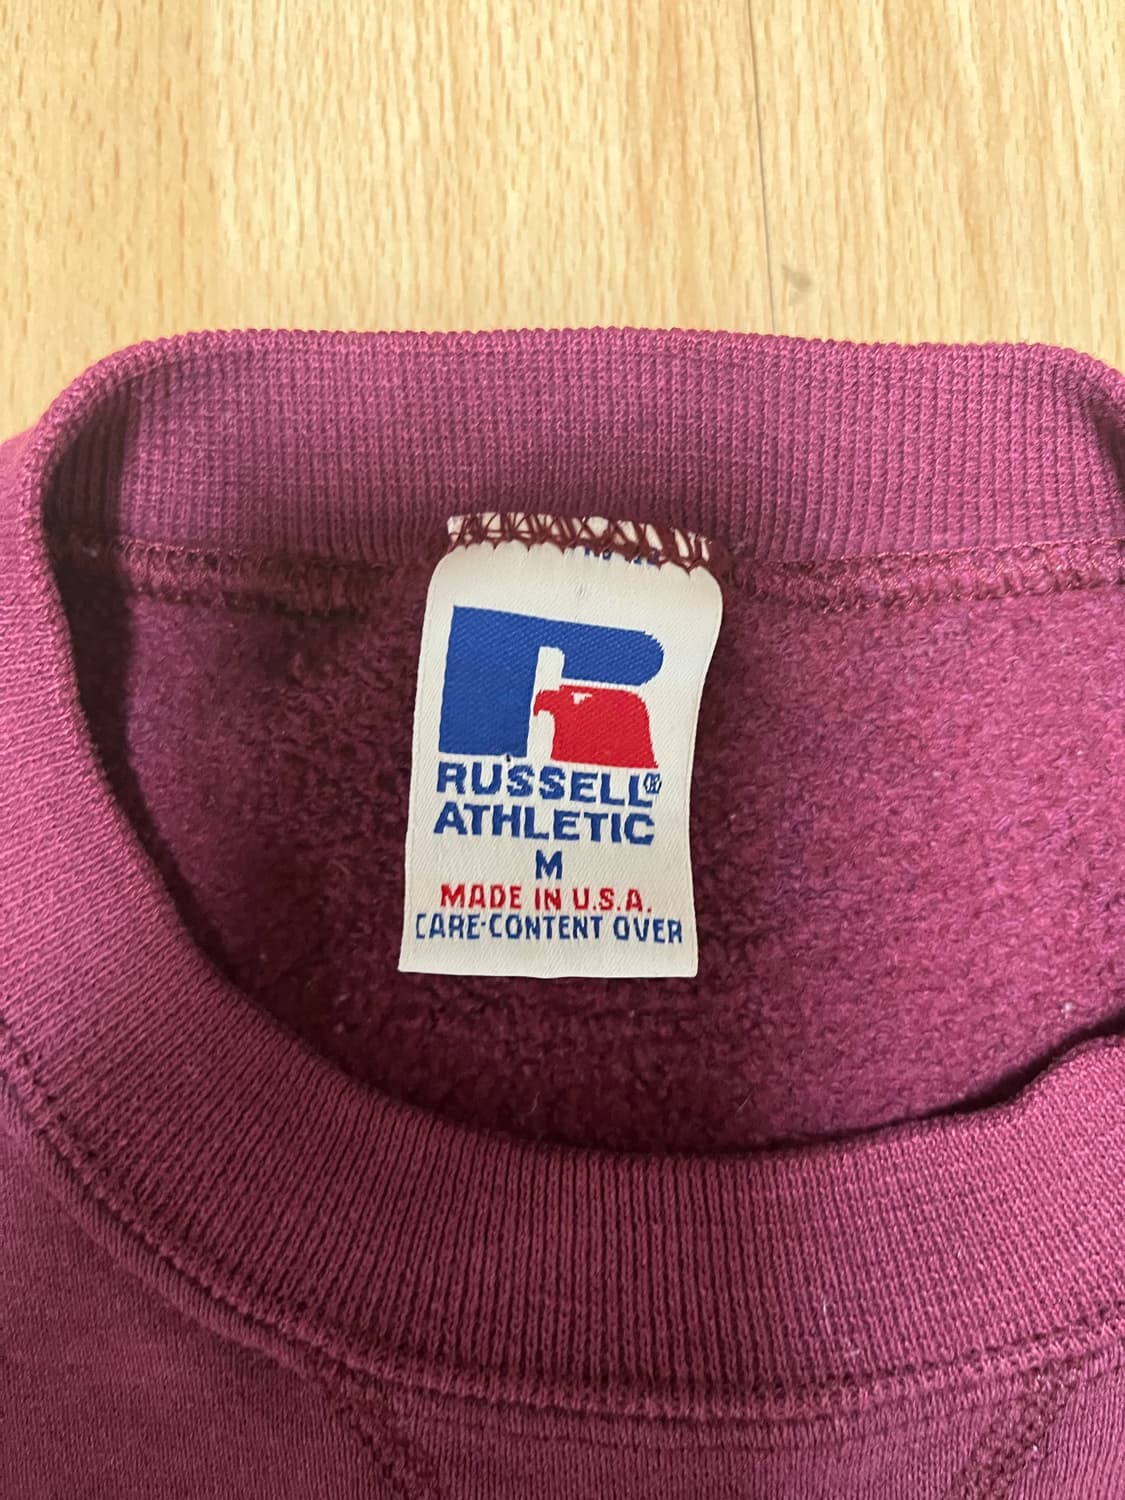 RUSSELL®
ATHLETIC
M
MADE IN U.S.A.
CARE-CONTENT OVER